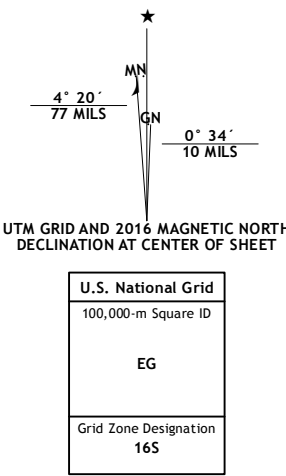 MN
4° 20´
77 MILS
GN
0° 34´
10 MILS
UTM GRID AND 2016 MAGNETIC NORTH
DECLINATION AT CENTER OF SHEET
U.S. National Grid
100,000-m Square ID
EG
Grid Zone Designation
16S